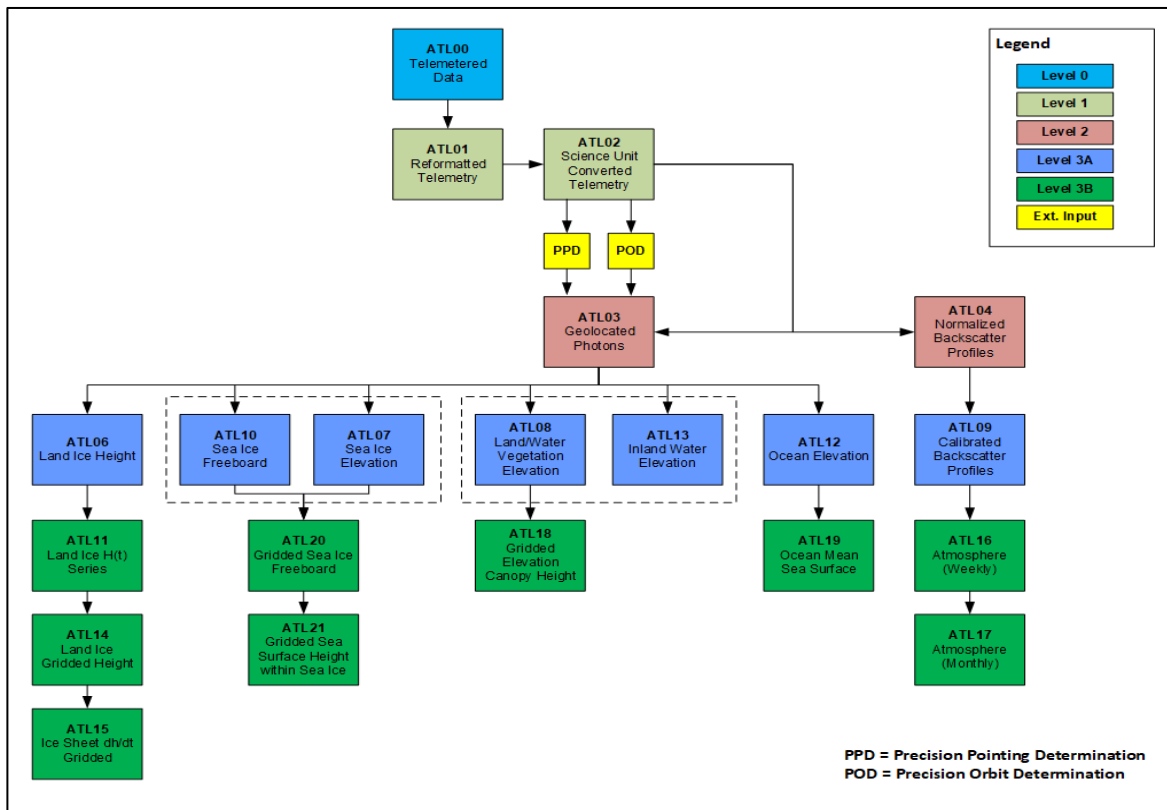 ATL00
Telemetered
Data
Legend
Level 0
Level 1
Level 2
Level 3A
Level 3B
Ext. Input
ATL01
Reformatted
Telemetry
ATL02
Science Unit
Converted
Telemetry
PPD
POD
ATL03
Geolocated
Photons
ATL04
Normalized
Backscatter
Profiles
ATL06
Land Ice Height
ATL10
Sea Ice
Freeboard
ATL07
Sea Ice
Elevation
ATL08
Land/Water
Vegetation
Elevation
ATL13
Inland Water
Elevation
ATL12
Ocean Elevation
ATL09
Calibrated
Backscatter
Profiles
ATL11
Land Ice H(t)
Series
ATL20
Gridded Sea Ice
Freeboard
ATL18
Gridded
Elevation
Canopy Height
ATL19
Ocean Mean
Sea Surface
ATL16
Atmosphere
(Weekly)
ATL14
Land Ice
Gridded Height
ATL21
Gridded Sea
Surface Height
within Sea Ice
ATL17
Atmosphere
(Monthly)
ATL15
Ice Sheet dh/dt
Gridded
PPD = Precision Pointing Determination
POD = Precision Orbit Determination